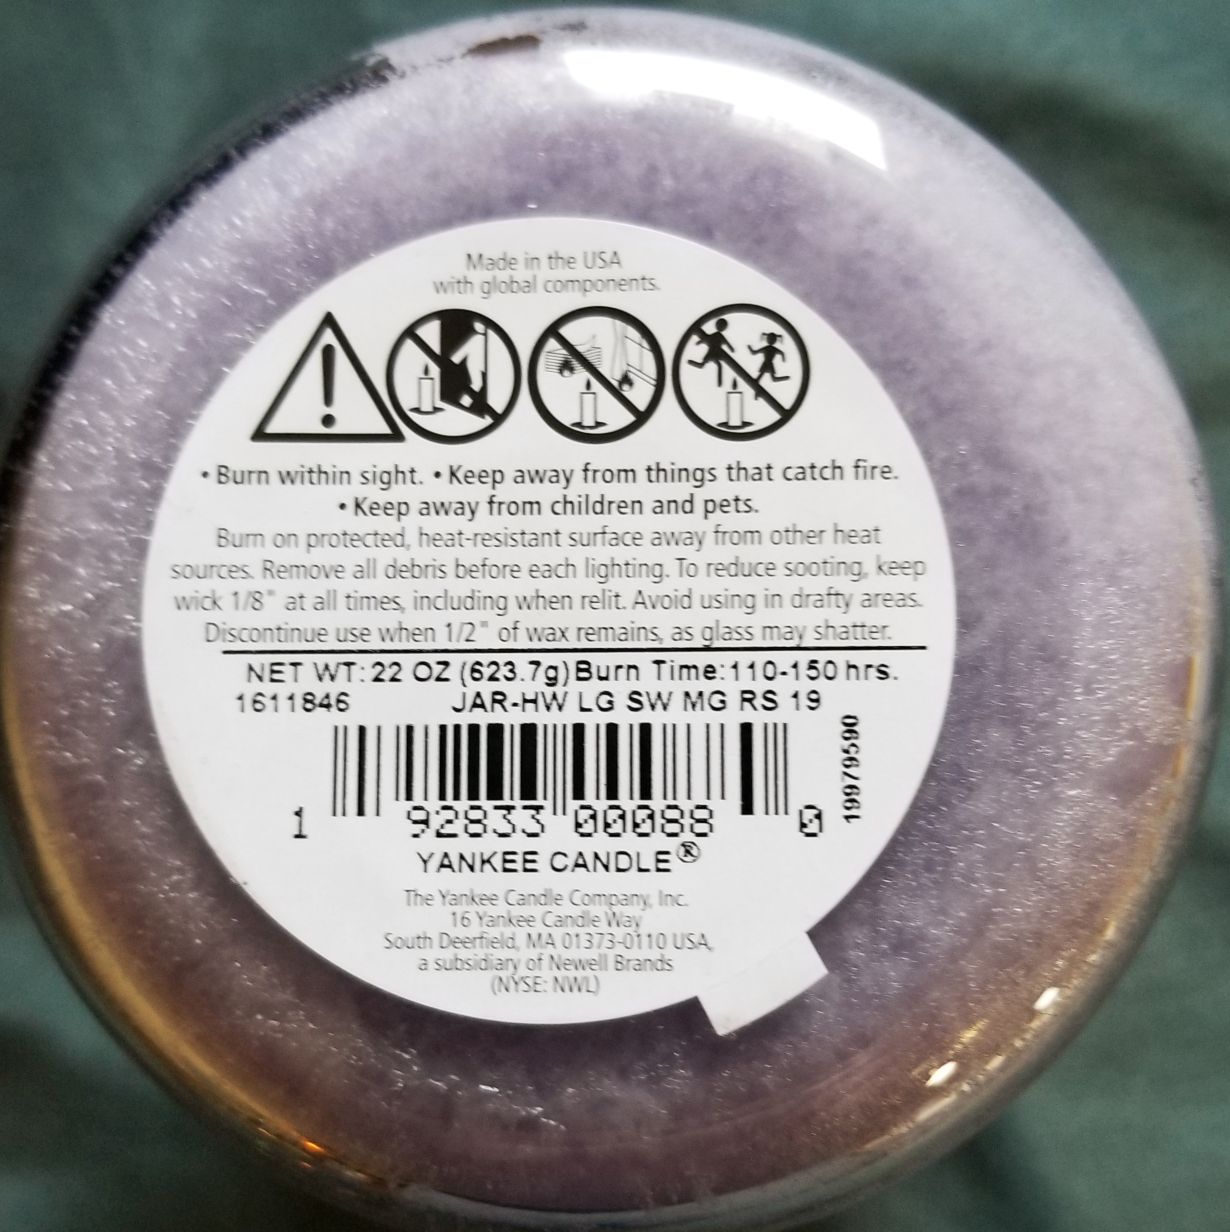 Made in the USA
with global components.
• Burn within sight. • Keep away from things that catch fire.
• Keep away from children and pets.
Burn on protected, heat-resistant surface away from other heat
sources. Remove all debris before each lighting. To reduce sooting, keep
wick 1/8" at all times, including when relit. Avoid using in drafty areas.
Discontinue use when 1/2" of wax remains, as glass may shatter.
NET WT: 22 OZ (623.7g) Burn Time: 110-150 hrs.
1611846 JAR-HW LG SW MG RS 19
19979590
1 92833 00088 0
YANKEE CANDLE®
The Yankee Candle Company, Inc.
16 Yankee Candle Way
South Deerfield, MA 01373-0110 USA,
a subsidiary of Newell Brands
(NYSE: NWL)